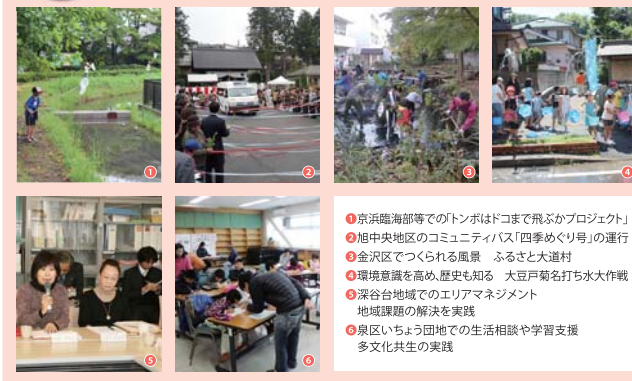 1
2
3
4
5
6
❶京浜臨海部等での「トンボはドコまで飛ぶかプロジェクト」
❷旭中央地区のコミュニティバス「四季めぐり号」の運行
❸金沢区でつくられる風景　ふるさと大道村
❹環境意識を高め、歴史も知る　大豆戸菊名打ち水大作戦
❺深谷台地域でのエリアマネジメント
地域課題の解決を実践
❻泉区いちょう団地での生活相談や学習支援
多文化共生の実践